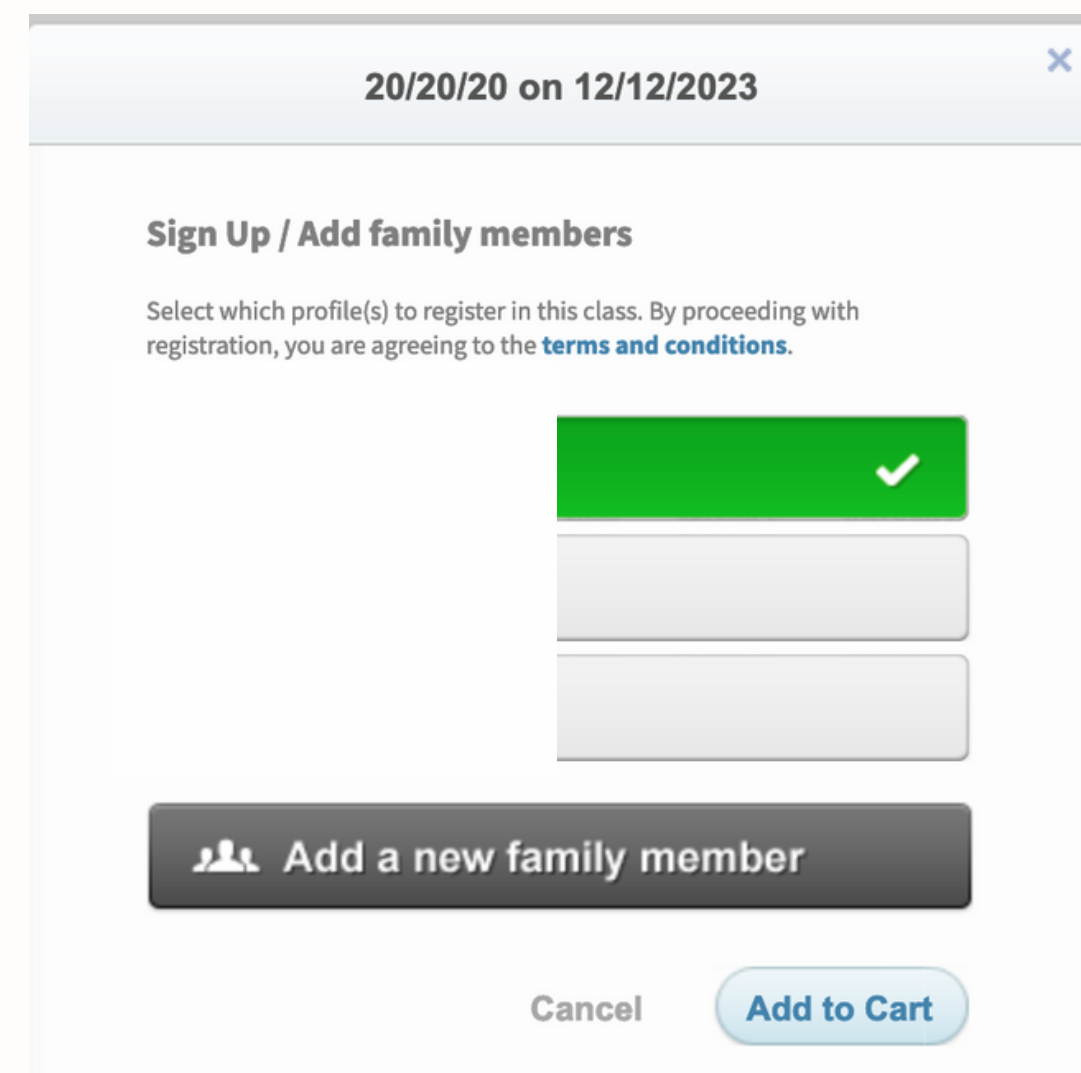 20/20/20 on 12/12/2023
Sign Up / Add family members
Select which profile(s) to register in this class. By proceeding with
registration, you are agreeing to the terms and conditions.
Add a new family member
Cancel
Add to Cart